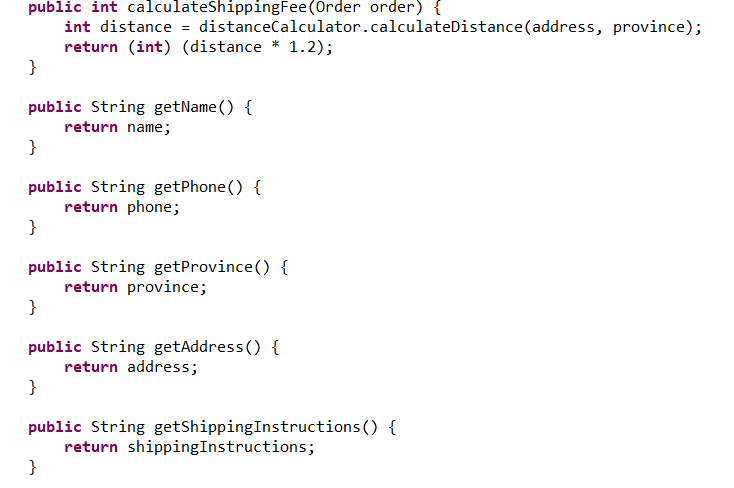 public int calculateShippingFee(Order order) {
    int distance = distanceCalculator.calculateDistance(address, province);
    return (int) (distance * 1.2);
}

public String getName() {
    return name;
}

public String getPhone() {
    return phone;
}

public String getProvince() {
    return province;
}

public String getAddress() {
    return address;
}

public String getShippingInstructions() {
    return shippingInstructions;
}